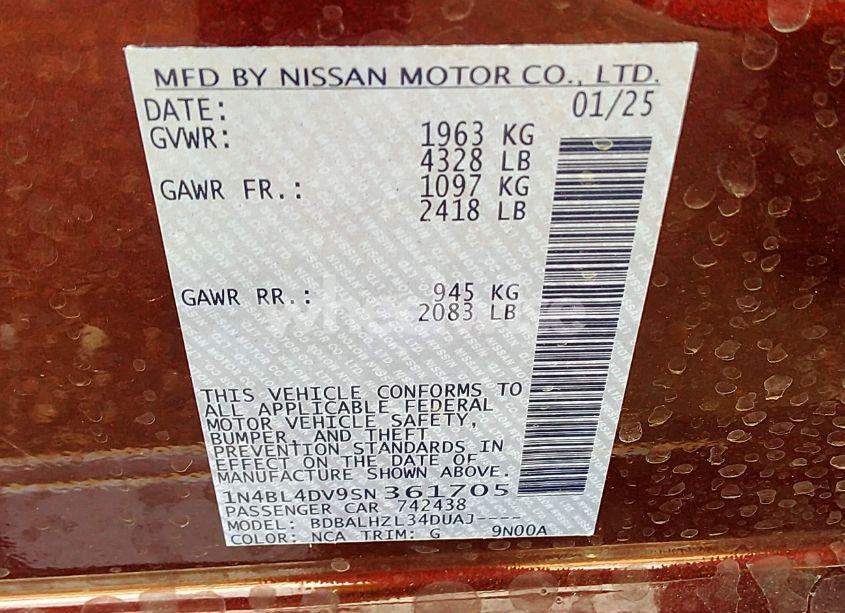 MFD BY NISSAN MOTOR CO., LTD.
DATE: 01/25
GVWR: 1963 KG
4328 LB
GAWR FR.: 1097 KG
2418 LB
GAWR RR.: 945 KG
2083 LB
THIS VEHICLE CONFORMS TO
ALL APPLICABLE FEDERAL
MOTOR VEHICLE SAFETY,
BUMPER, AND THEFT
PREVENTION STANDARDS IN
EFFECT ON THE DATE OF
MANUFACTURE SHOWN ABOVE.
1N4BL4DV9SN361705
PASSENGER CAR 742438
MODEL: BDBALHZL34DUAJ----
COLOR: NCA TRIM: G 9N00A